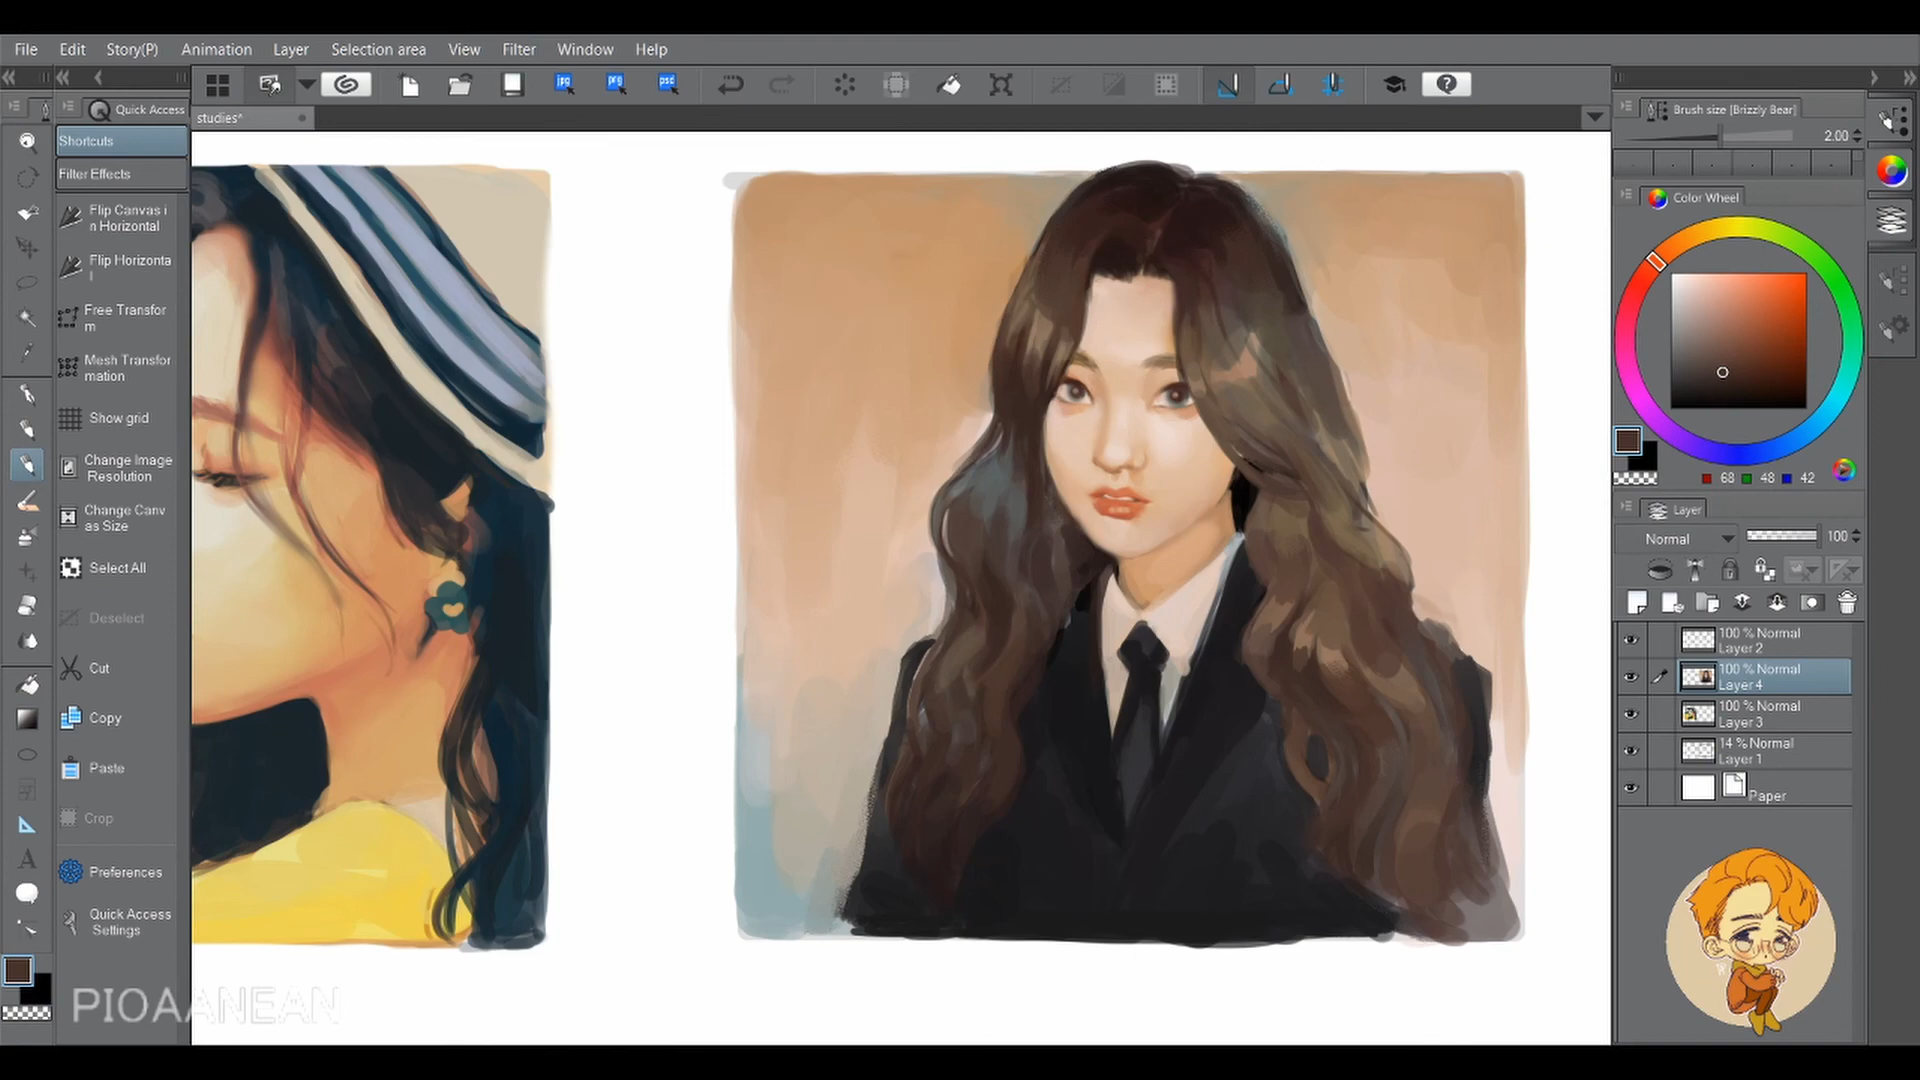 File Edit Story(P) Animation Layer Selection area View Filter Window Help
Quick Access
Shortcuts
Filter Effects
Flip Canvas i
n Horizontal
Flip Horizonta
l
Free Transfor
m
Mesh Transfor
mation
Show grid
Change Image
Resolution
Change Canv
as Size
Select All
Deselect
Cut
Copy
Paste
Crop
Preferences
Quick Access
Settings
PIOAANEAN
jpg png psd
studies*
Brush size [Brizzly Bear]
2.00
Color Wheel
68 48 42
Layer
Normal 100
100 % Normal
Layer 2
100 % Normal
Layer 4
100 % Normal
Layer 3
14 % Normal
Layer 1
Paper